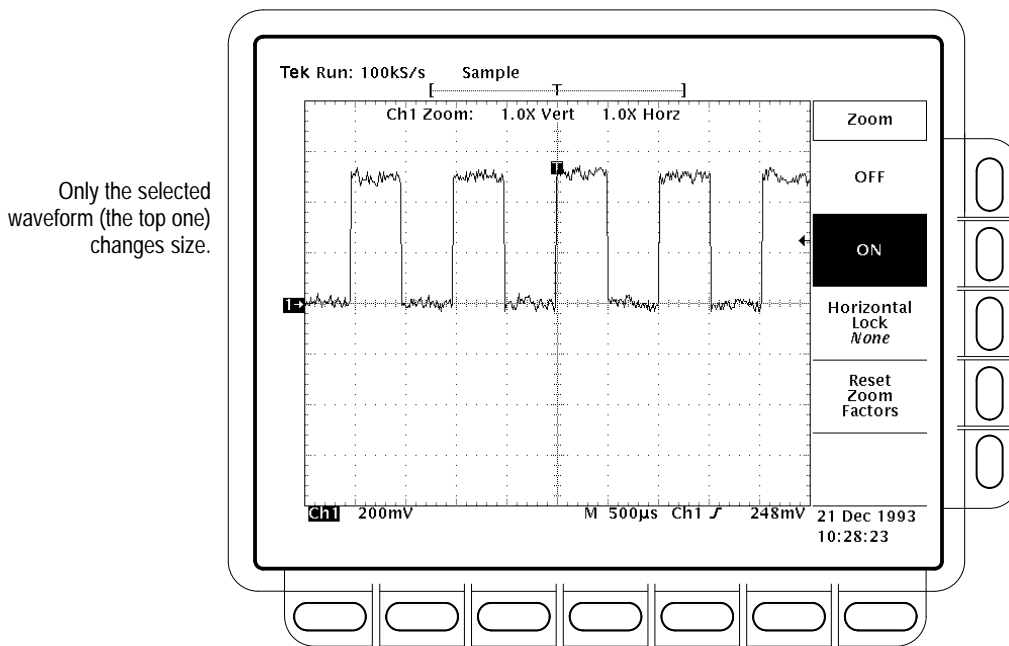 Only the selected
waveform (the top one)
changes size.
Tek Run: 100kS/s Sample
[ T ]
Ch1 Zoom: 1.0X Vert 1.0X Horz
T
1→
Zoom
OFF
ON
Horizontal
Lock
None
Reset
Zoom
Factors
Ch1 200mV M 500µs Ch1 ƒ 248mV
21 Dec 1993
10:28:23